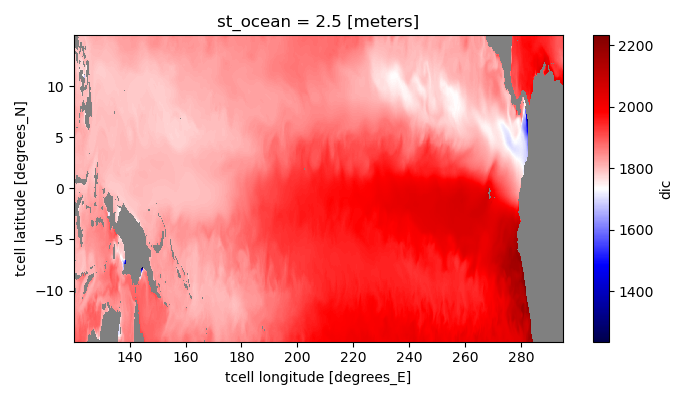 st_ocean = 2.5 [meters]
10
5
0
−5
−10
tcell latitude [degrees_N]
140 160 180 200 220 240 260 280
tcell longitude [degrees_E]
2200
2000
1800
1600
1400
dic